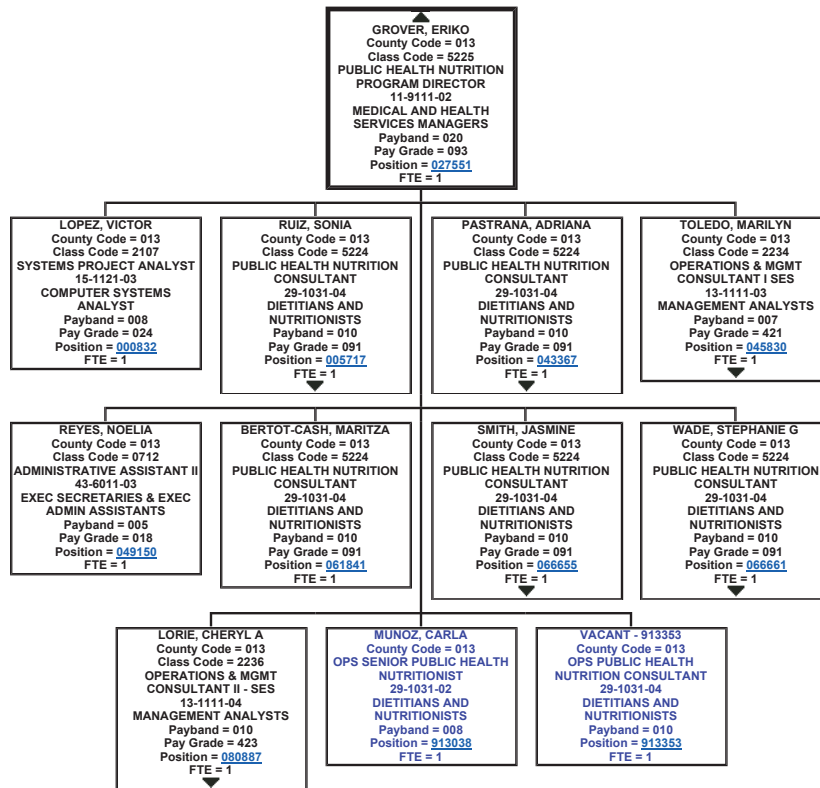 GROVER, ERIKO
County Code = 013
Class Code = 5225
PUBLIC HEALTH NUTRITION
PROGRAM DIRECTOR
11-9111-02
MEDICAL AND HEALTH
SERVICES MANAGERS
Payband = 020
Pay Grade = 093
Position = 027551
FTE = 1
LOPEZ, VICTOR
County Code = 013
Class Code = 2107
SYSTEMS PROJECT ANALYST
15-1121-03
COMPUTER SYSTEMS
ANALYST
Payband = 008
Pay Grade = 024
Position = 000832
FTE = 1
RUIZ, SONIA
County Code = 013
Class Code = 5224
PUBLIC HEALTH NUTRITION
CONSULTANT
29-1031-04
DIETITIANS AND
NUTRITIONISTS
Payband = 010
Pay Grade = 091
Position = 005717
FTE = 1
PASTRANA, ADRIANA
County Code = 013
Class Code = 5224
PUBLIC HEALTH NUTRITION
CONSULTANT
29-1031-04
DIETITIANS AND
NUTRITIONISTS
Payband = 010
Pay Grade = 091
Position = 043367
FTE = 1
TOLEDO, MARILYN
County Code = 013
Class Code = 2234
OPERATIONS & MGMT
CONSULTANT I SES
13-1111-03
MANAGEMENT ANALYSTS
Payband = 007
Pay Grade = 421
Position = 045830
FTE = 1
REYES, NOELIA
County Code = 013
Class Code = 0712
ADMINISTRATIVE ASSISTANT II
43-6011-03
EXEC SECRETARIES & EXEC
ADMIN ASSISTANTS
Payband = 005
Pay Grade = 018
Position = 049150
FTE = 1
BERTOT-CASH, MARITZA
County Code = 013
Class Code = 5224
PUBLIC HEALTH NUTRITION
CONSULTANT
29-1031-04
DIETITIANS AND
NUTRITIONISTS
Payband = 010
Pay Grade = 091
Position = 061841
FTE = 1
SMITH, JASMINE
County Code = 013
Class Code = 5224
PUBLIC HEALTH NUTRITION
CONSULTANT
29-1031-04
DIETITIANS AND
NUTRITIONISTS
Payband = 010
Pay Grade = 091
Position = 066655
FTE = 1
WADE, STEPHANIE G
County Code = 013
Class Code = 5224
PUBLIC HEALTH NUTRITION
CONSULTANT
29-1031-04
DIETITIANS AND
NUTRITIONISTS
Payband = 010
Pay Grade = 091
Position = 066661
FTE = 1
LORIE, CHERYL A
County Code = 013
Class Code = 2236
OPERATIONS & MGMT
CONSULTANT II - SES
13-1111-04
MANAGEMENT ANALYSTS
Payband = 010
Pay Grade = 423
Position = 080887
FTE = 1
MUNOZ, CARLA
County Code = 013
OPS SENIOR PUBLIC HEALTH
NUTRITIONIST
29-1031-02
DIETITIANS AND
NUTRITIONISTS
Payband = 008
Position = 913038
FTE = 1
VACANT - 913353
County Code = 013
OPS PUBLIC HEALTH
NUTRITION CONSULTANT
29-1031-04
DIETITIANS AND
NUTRITIONISTS
Payband = 010
Position = 913353
FTE = 1